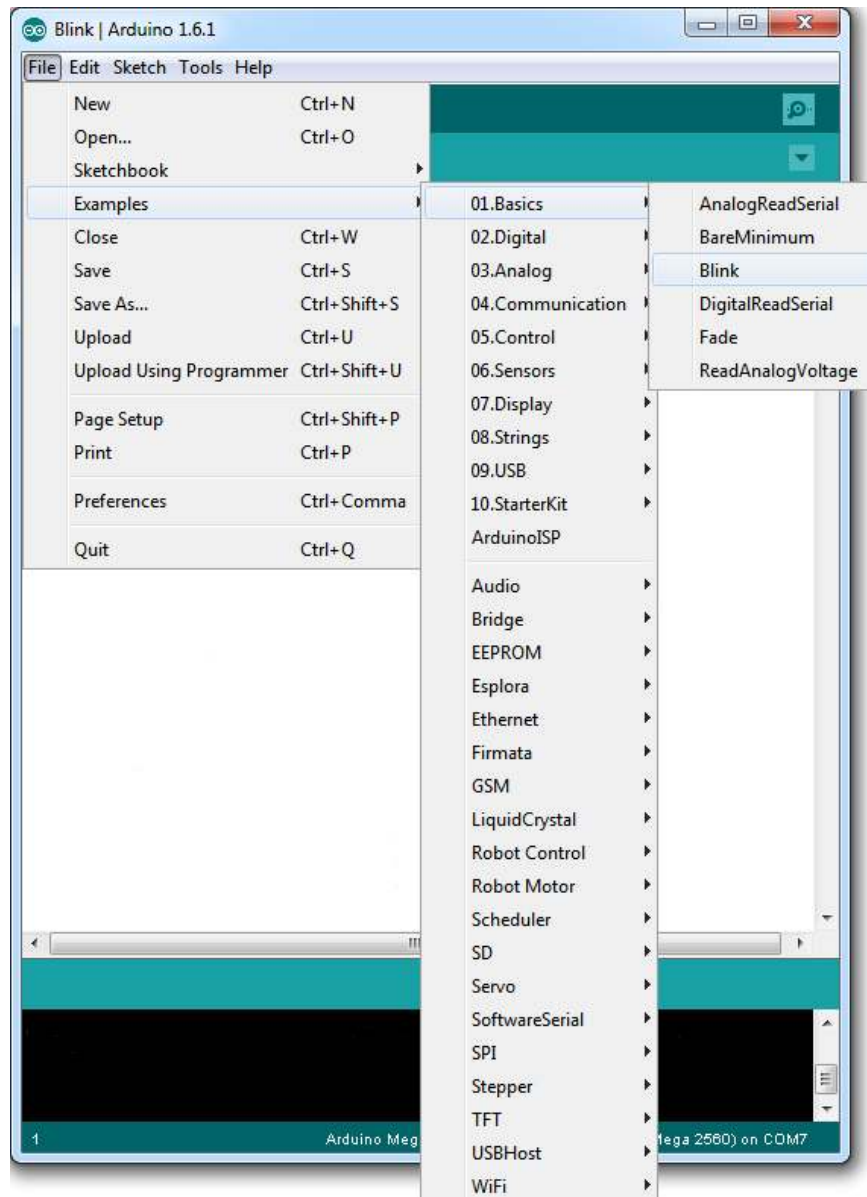 Blink | Arduino 1.6.1
File Edit Sketch Tools Help
New Ctrl+N
Open... Ctrl+O
Sketchbook
Examples
Close Ctrl+W
Save Ctrl+S
Save As... Ctrl+Shift+S
Upload Ctrl+U
Upload Using Programmer Ctrl+Shift+U
Page Setup Ctrl+Shift+P
Print Ctrl+P
Preferences Ctrl+Comma
Quit Ctrl+Q
01.Basics
02.Digital
03.Analog
04.Communication
05.Control
06.Sensors
07.Display
08.Strings
09.USB
10.StarterKit
ArduinoISP
Audio
Bridge
EEPROM
Esplora
Ethernet
Firmata
GSM
LiquidCrystal
Robot Control
Robot Motor
Scheduler
SD
Servo
SoftwareSerial
SPI
Stepper
TFT
USBHost
WiFi
AnalogReadSerial
BareMinimum
Blink
DigitalReadSerial
Fade
ReadAnalogVoltage
1 Arduino Meg ega 2560) on COM7